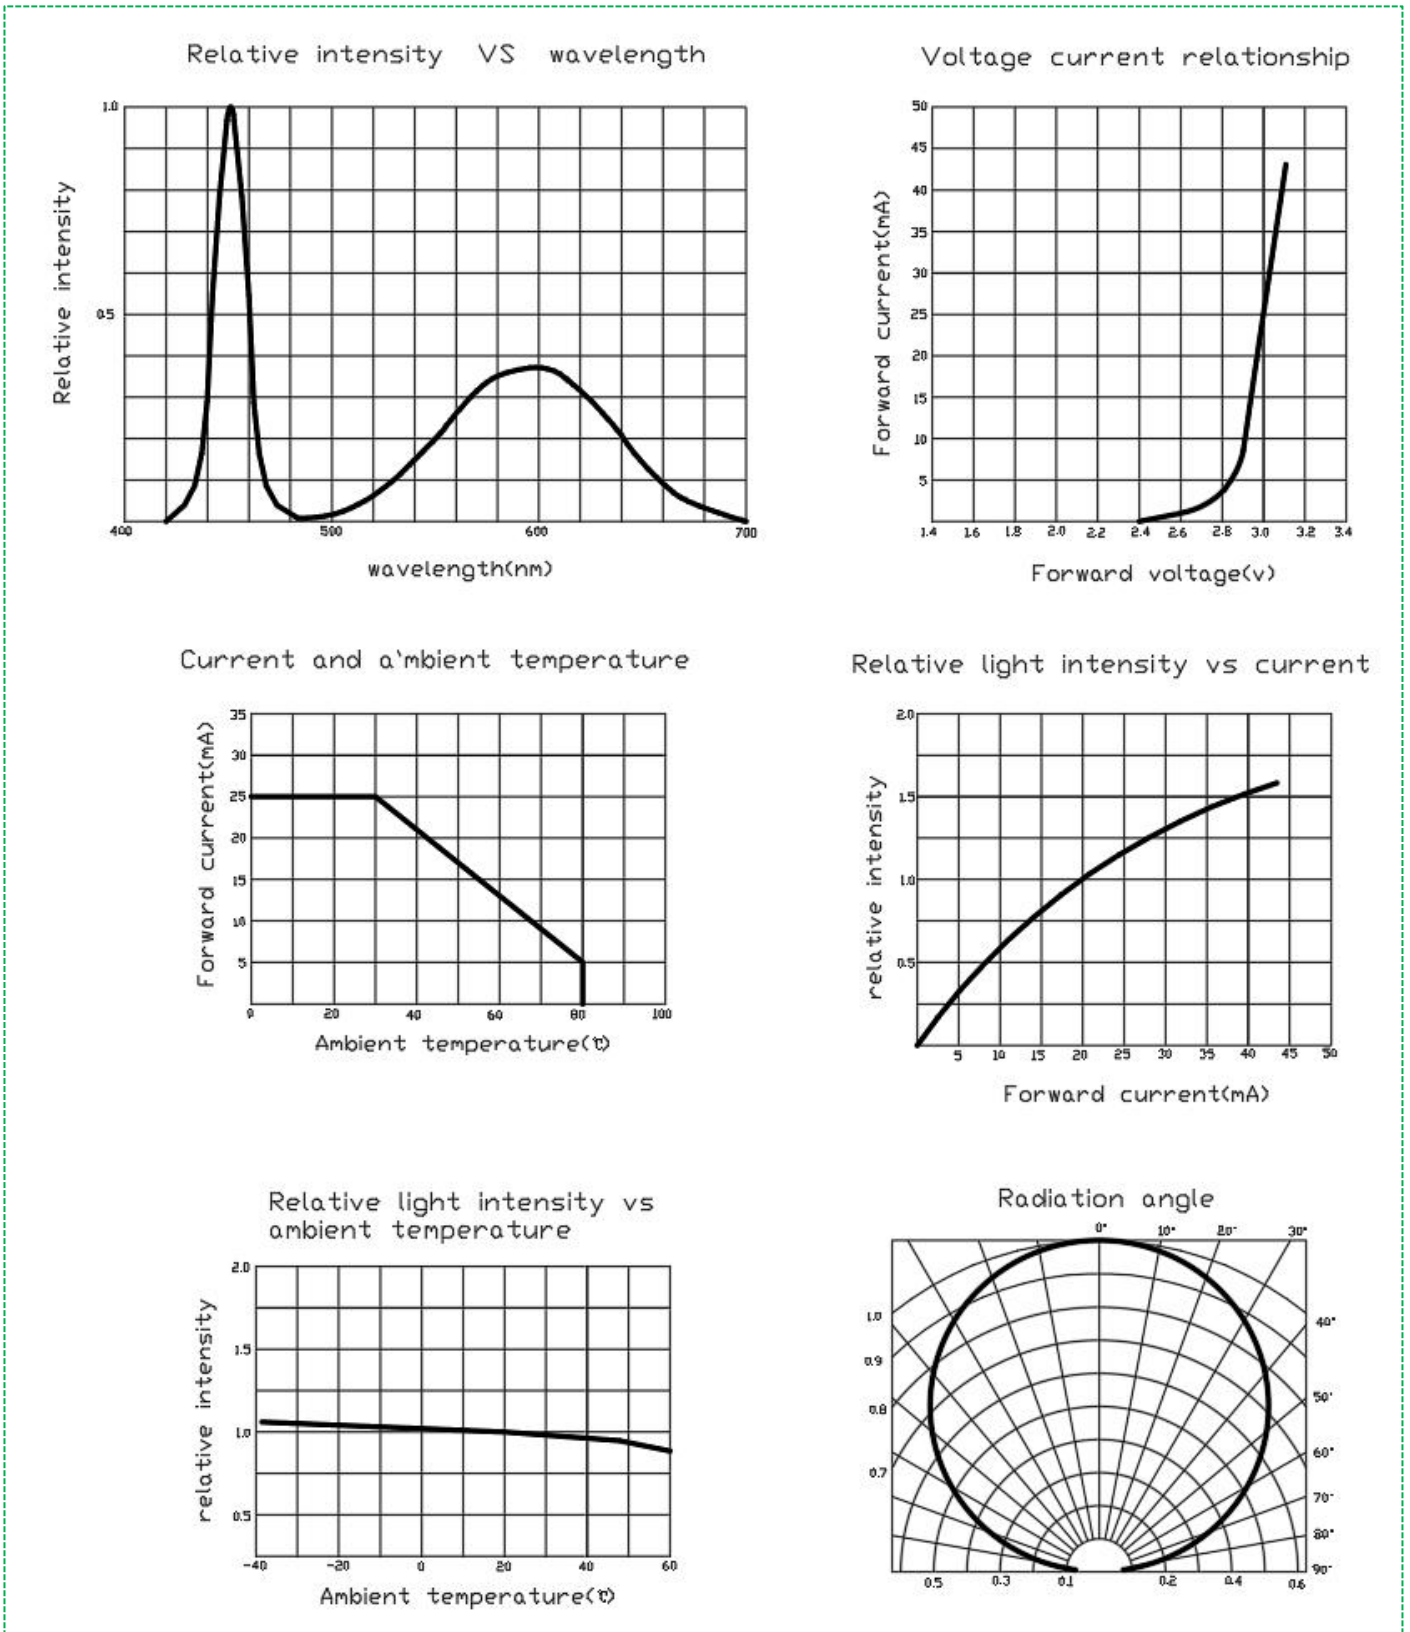 Relative intensity VS wavelength
1.0
0.5
Relative intensity
400 500 600 700
wavelength(nm)
Voltage current relationship
50
45
40
35
30
25
20
15
10
5
Forward current(mA)
1.4 1.6 1.8 2.0 2.2 2.4 2.6 2.8 3.0 3.2 3.4
Forward voltage(v)
Current and a`mbient temperature
35
30
25
20
15
10
5
Forward current(mA)
0 20 40 60 80 100
Ambient temperature(℃)
Relative light intensity vs current
2.0
1.5
1.0
0.5
relative intensity
5 10 15 20 25 30 35 40 45 50
Forward current(mA)
Relative light intensity vs
ambient temperature
2.0
1.5
1.0
0.5
relative intensity
-40 -20 0 20 40 60
Ambient temperature(℃)
Radiation angle
0° 10° 20° 30°
1.0 40°
0.9
50°
0.8
60°
0.7
70°
80°
90°
0.5 0.3 0.1 0.2 0.4 0.6